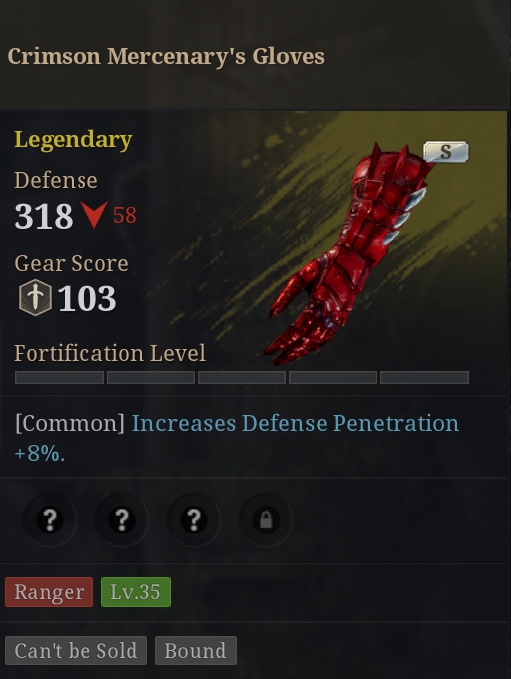 Crimson Mercenary's Gloves
Legendary
S
Defense
318 58
Gear Score
103
Fortification Level
[Common] Increases Defense Penetration
+8%.
? ? ?
Ranger Lv.35
Can't be Sold Bound